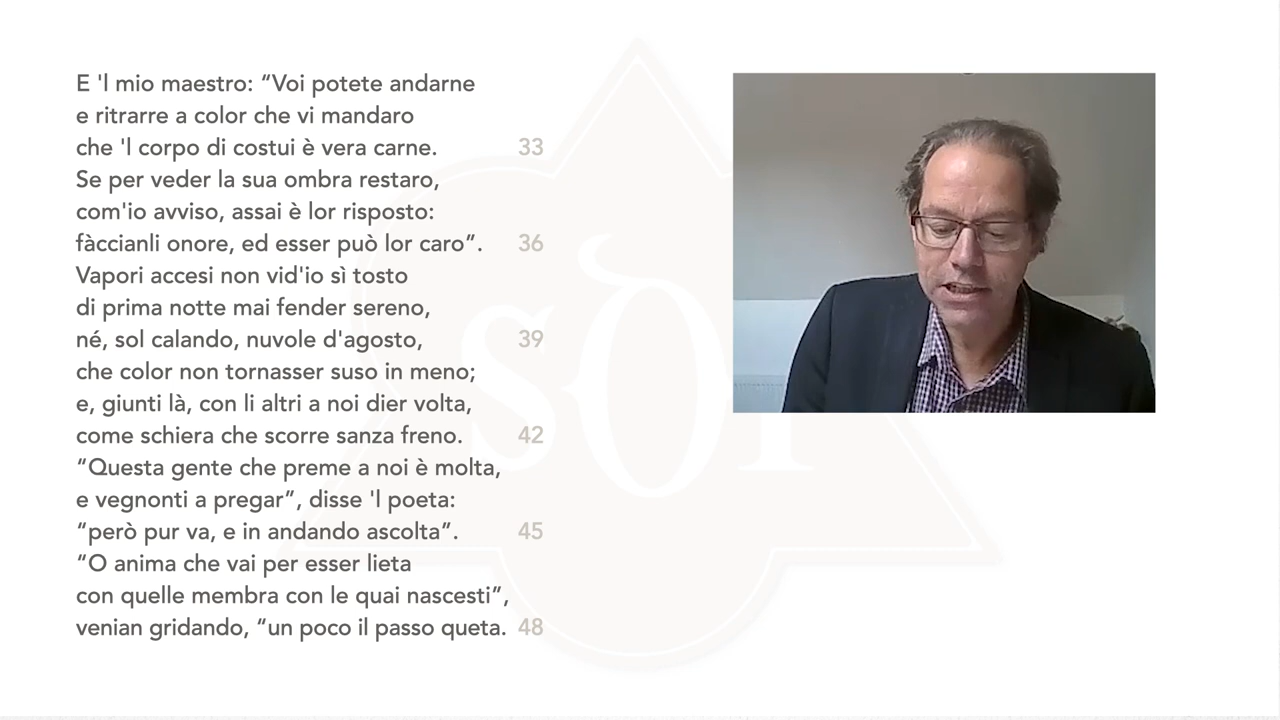 E 'l mio maestro: “Voi potete andarne
e ritrarre a color che vi mandaro
che 'l corpo di costui è vera carne. 33
Se per veder la sua ombra restaro,
com'io avviso, assai è lor risposto:
fàccianli onore, ed esser può lor caro”. 36
Vapori accesi non vid'io sì tosto
di prima notte mai fender sereno,
né, sol calando, nuvole d'agosto, 39
che color non tornasser suso in meno;
e, giunti là, con li altri a noi dier volta,
come schiera che scorre sanza freno. 42
“Questa gente che preme a noi è molta,
e vegnonti a pregar”, disse 'l poeta:
“però pur va, e in andando ascolta”. 45
“O anima che vai per esser lieta
con quelle membra con le quai nascesti”,
venian gridando, “un poco il passo queta. 48